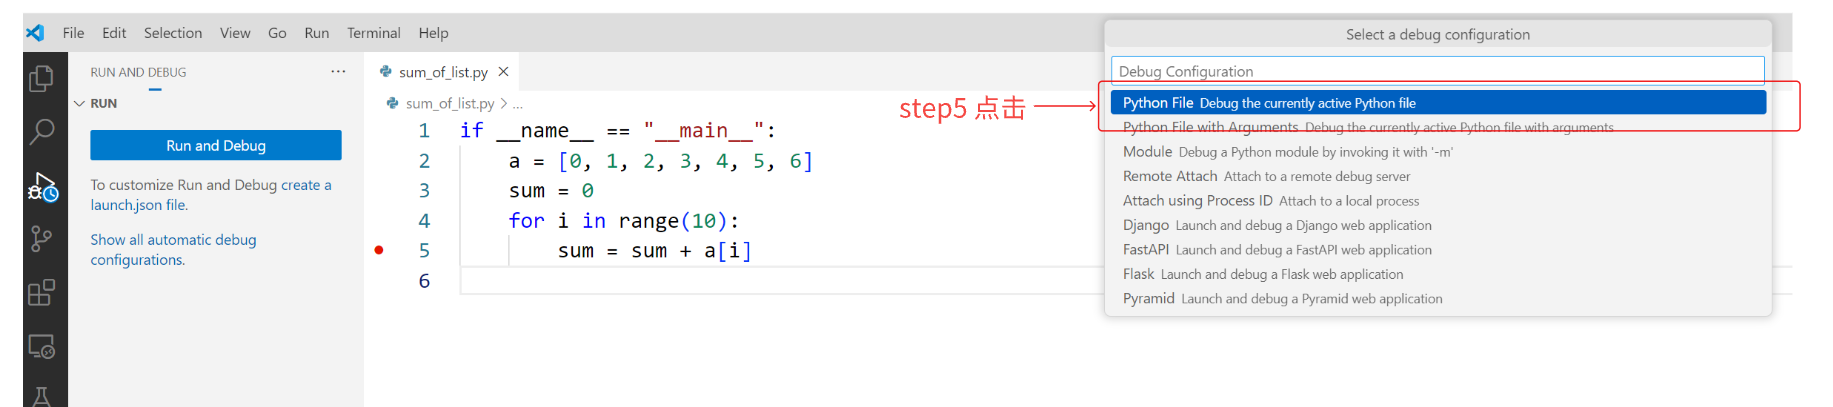 File Edit Selection View Go Run Terminal Help
RUN AND DEBUG ...
RUN
Run and Debug
To customize Run and Debug create a
launch.json file.
Show all automatic debug
configurations.
sum_of_list.py
sum_of_list.py > ...
1 if __name__ == "__main__":
2 a = [0, 1, 2, 3, 4, 5, 6]
3 sum = 0
4 for i in range(10):
5 sum = sum + a[i]
6
step5 点击
Select a debug configuration
Debug Configuration
Python File Debug the currently active Python file
Python File with Arguments Debug the currently active Python file with arguments
Module Debug a Python module by invoking it with '-m'
Remote Attach Attach to a remote debug server
Attach using Process ID Attach to a local process
Django Launch and debug a Django web application
FastAPI Launch and debug a FastAPI web application
Flask Launch and debug a Flask web application
Pyramid Launch and debug a Pyramid web application